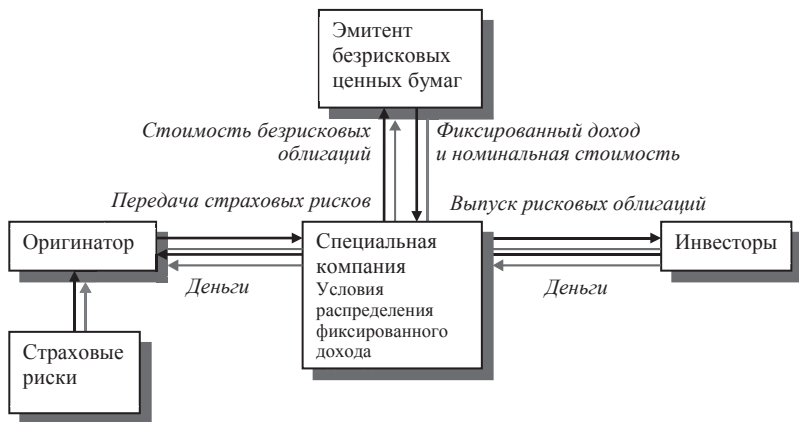 Эмитент
безрисковых
ценных бумаг
Стоимость безрисковых
облигаций
Фиксированный доход
и номинальная стоимость
Передача страховых рисков
Выпуск рисковых облигаций
Оригинатор
Специальная
компания
Условия
распределения
фиксированного
дохода
Инвесторы
Деньги
Деньги
Страховые
риски